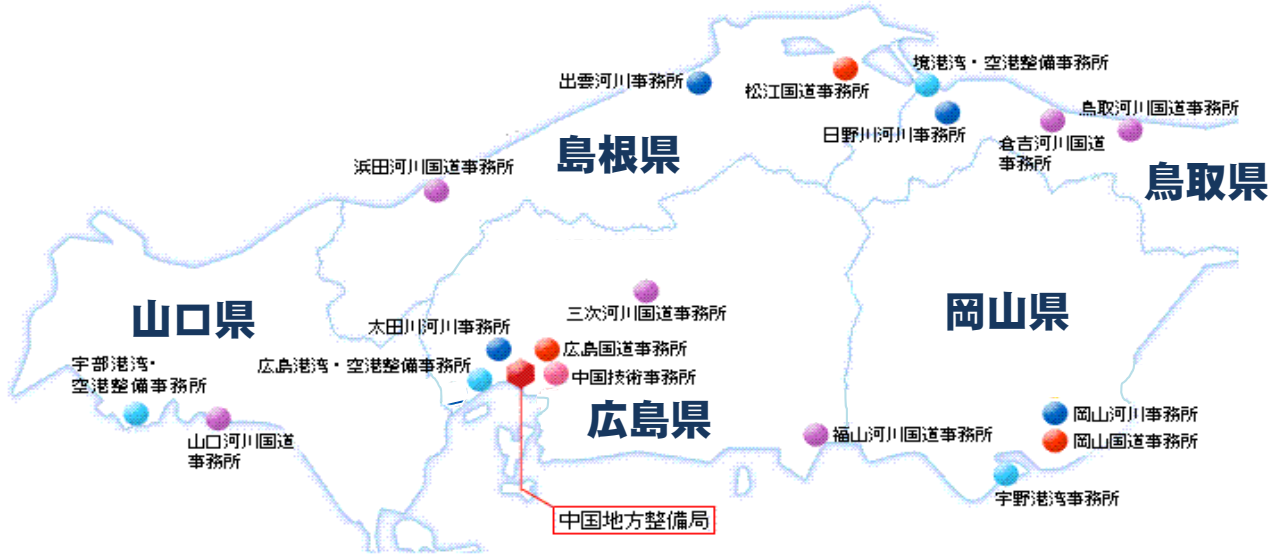 境港湾・空港整備事務所
出雲河川事務所
松江国道事務所
鳥取河川国道事務所
日野川河川事務所
倉吉河川国道
事務所
島根県
浜田河川国道事務所
鳥取県
山口県
三次河川国道事務所
岡山県
太田川河川事務所
広島国道事務所
宇部港湾・
空港整備事務所
広島港湾・空港整備事務所
中国技術事務所
広島県
岡山河川事務所
山口河川国道
事務所
福山河川国道事務所
岡山国道事務所
宇野港湾事務所
中国地方整備局